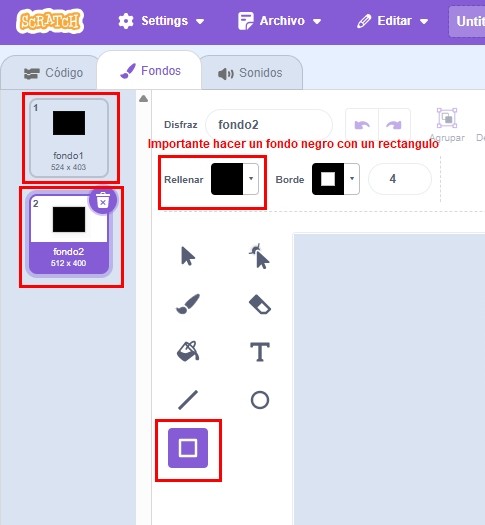 SCRATCH
Settings
Archivo
Editar
Untit
Código
Fondos
Sonidos
1
fondo1
524 x 403
2
fondo2
512 x 400
Disfraz
fondo2
Agrupar
Importante hacer un fondo negro con un rectangulo
Rellenar
Borde
4
T